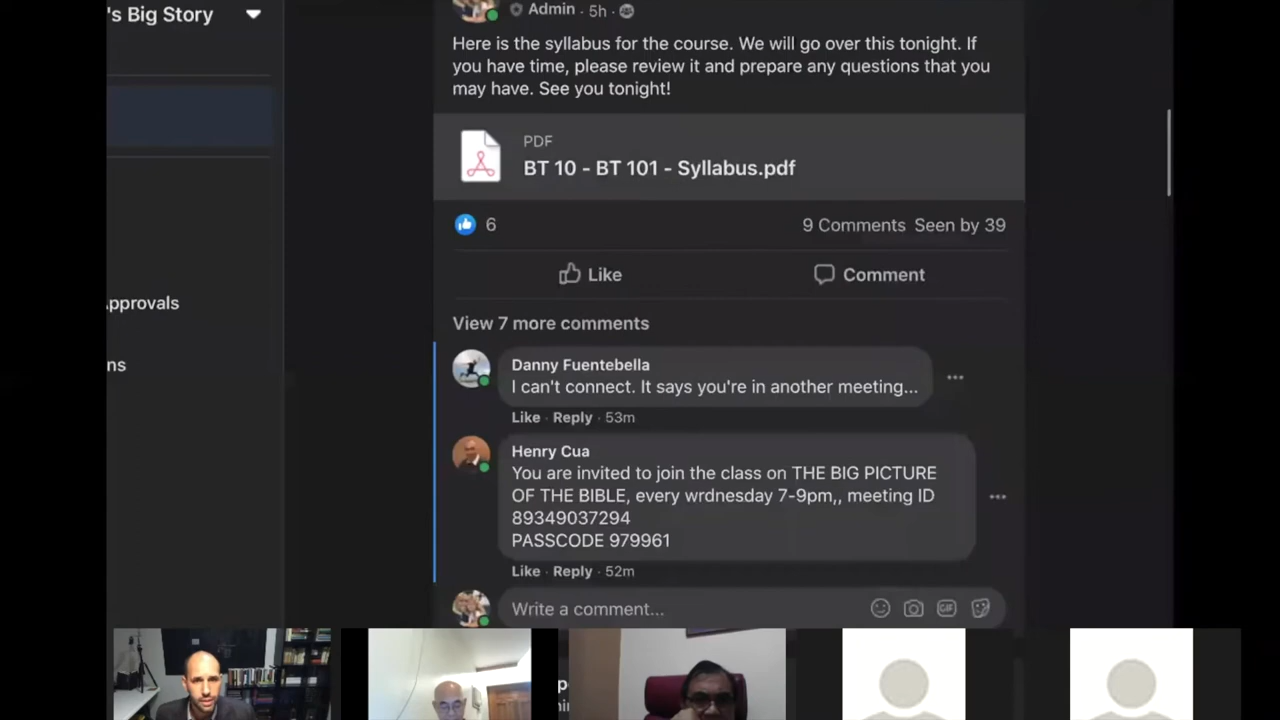 's Big Story
Admin · 5h ·
Here is the syllabus for the course. We will go over this tonight. If
you have time, please review it and prepare any questions that you
may have. See you tonight!
PDF
BT 10 - BT 101 - Syllabus.pdf
6
9 Comments Seen by 39
Like
Comment
pprovals
View 7 more comments
ns
Danny Fuentebella
I can't connect. It says you're in another meeting...
Like · Reply · 53m
Henry Cua
You are invited to join the class on THE BIG PICTURE
OF THE BIBLE, every wrdnesday 7-9pm,, meeting ID
89349037294
PASSCODE 979961
Like · Reply · 52m
Write a comment...
GIF